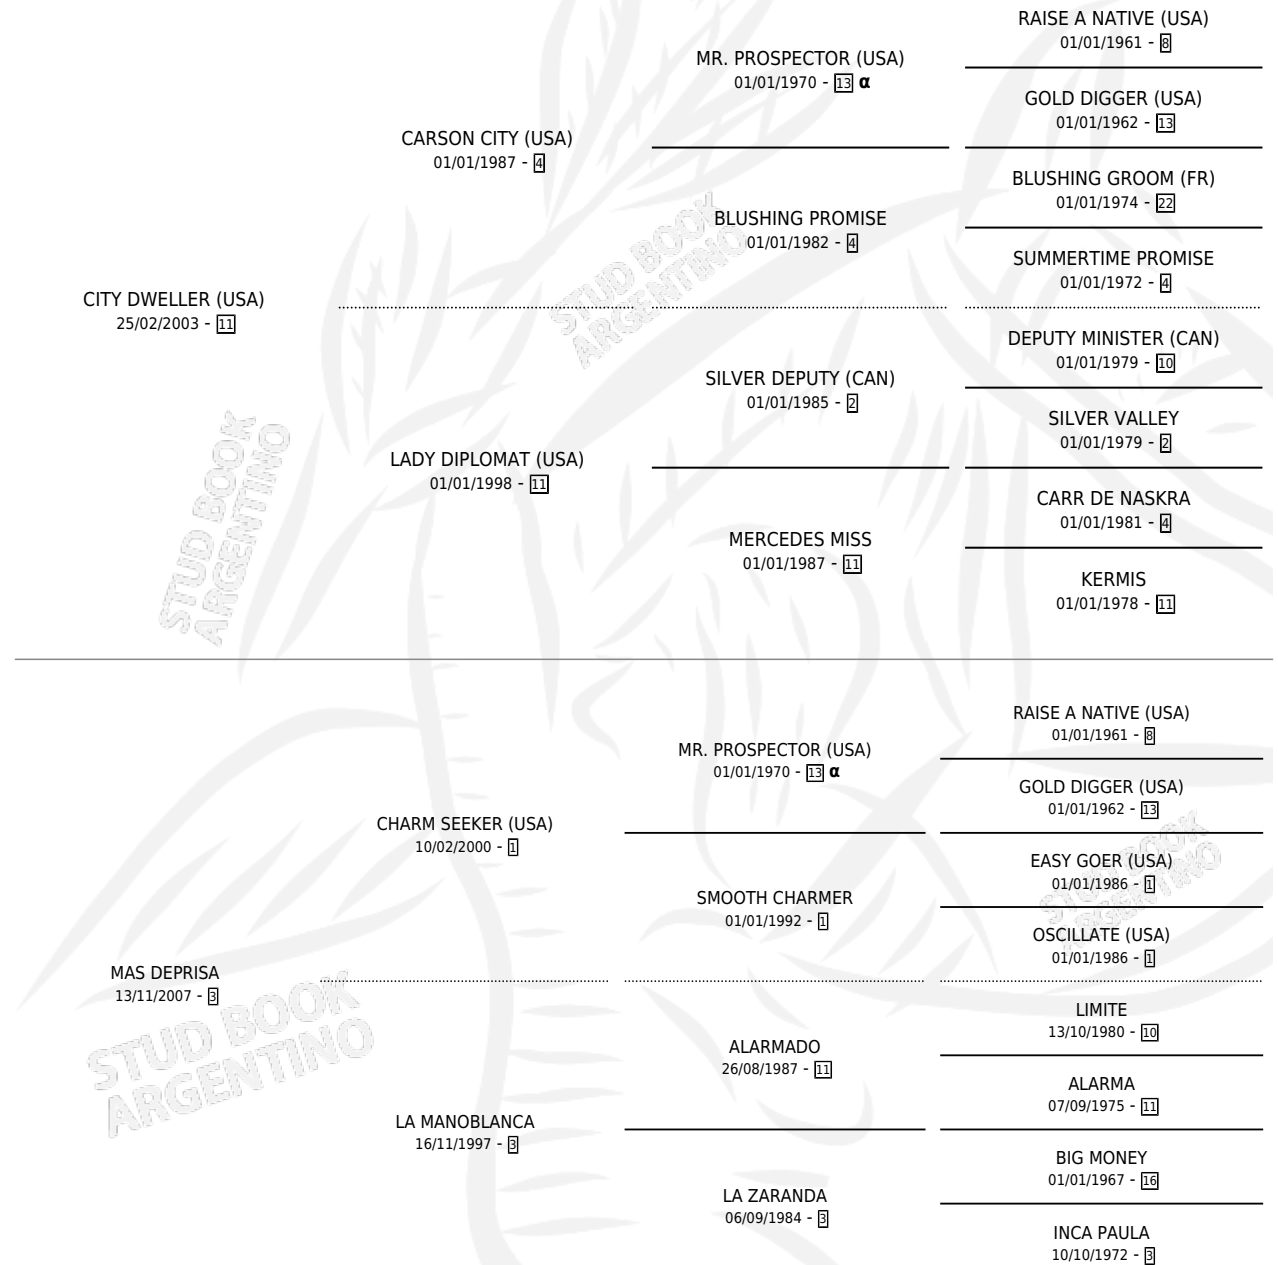 RAISE A NATIVE (USA)
01/01/1961 - 8
MR. PROSPECTOR (USA)
01/01/1970 - 13 α
GOLD DIGGER (USA)
01/01/1962 - 13
CARSON CITY (USA)
01/01/1987 - 4
BLUSHING GROOM (FR)
01/01/1974 - 22
BLUSHING PROMISE
01/01/1982 - 4
SUMMERTIME PROMISE
01/01/1972 - 4
CITY DWELLER (USA)
25/02/2003 - 11
STUD BOOK
ARGENTINO
DEPUTY MINISTER (CAN)
01/01/1979 - 10
SILVER DEPUTY (CAN)
01/01/1985 - 2
SILVER VALLEY
01/01/1979 - 2
LADY DIPLOMAT (USA)
01/01/1998 - 11
CARR DE NASKRA
01/01/1981 - 4
MERCEDES MISS
01/01/1987 - 11
KERMIS
01/01/1978 - 11
STUD BOOK
ARGENTINO
RAISE A NATIVE (USA)
01/01/1961 - 8
MR. PROSPECTOR (USA)
01/01/1970 - 13 α
GOLD DIGGER (USA)
01/01/1962 - 13
CHARM SEEKER (USA)
10/02/2000 - 1
EASY GOER (USA)
01/01/1986 - 1
SMOOTH CHARMER
01/01/1992 - 1
OSCILLATE (USA)
01/01/1986 - 1
STUD BOOK
ARGENTINO
MAS DEPRISA
13/11/2007 - 3
STUD BOOK
ARGENTINO
LIMITE
13/10/1980 - 10
ALARMADO
26/08/1987 - 11
ALARMA
07/09/1975 - 11
LA MANOBLANCA
16/11/1997 - 3
BIG MONEY
01/01/1967 - 16
LA ZARANDA
06/09/1984 - 3
INCA PAULA
10/10/1972 - 3